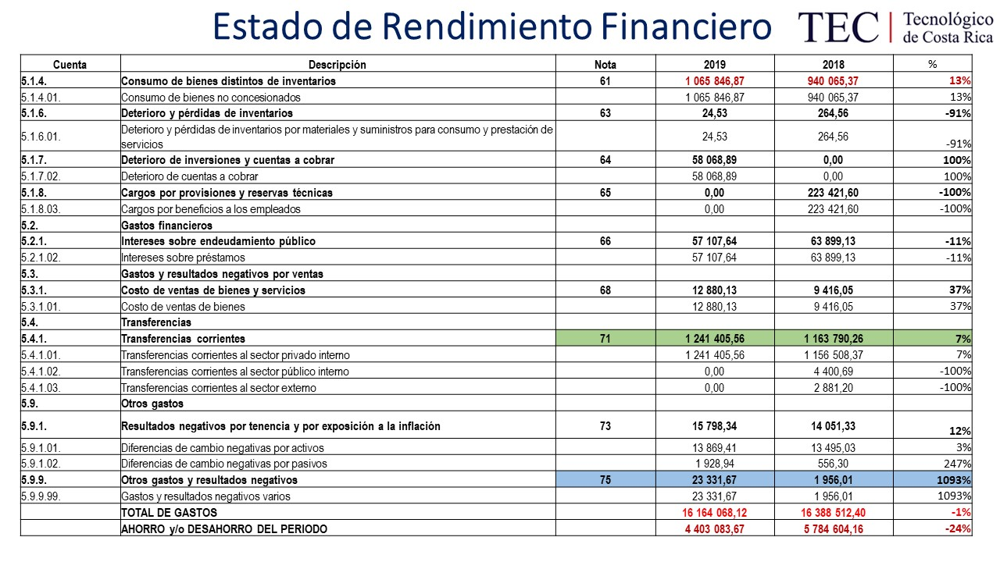 Estado de Rendimiento Financiero
TEC | Tecnológico
de Costa Rica
Cuenta Descripción Nota 2019 2018 %
5.1.4. Consumo de bienes distintos de inventarios 61 1 065 846,87 940 065,37 13%
5.1.4.01. Consumo de bienes no concesionados 1 065 846,87 940 065,37 13%
5.1.6. Deterioro y pérdidas de inventarios 63 24,53 264,56 -91%
5.1.6.01. Deterioro y pérdidas de inventarios por materiales y suministros para consumo y prestación de
servicios 24,53 264,56 -91%
5.1.7. Deterioro de inversiones y cuentas a cobrar 64 58 068,89 0,00 100%
5.1.7.02. Deterioro de cuentas a cobrar 58 068,89 0,00 100%
5.1.8. Cargos por provisiones y reservas técnicas 65 0,00 223 421,60 -100%
5.1.8.03. Cargos por beneficios a los empleados 0,00 223 421,60 -100%
5.2. Gastos financieros
5.2.1. Intereses sobre endeudamiento público 66 57 107,64 63 899,13 -11%
5.2.1.02. Intereses sobre préstamos 57 107,64 63 899,13 -11%
5.3. Gastos y resultados negativos por ventas
5.3.1. Costo de ventas de bienes y servicios 68 12 880,13 9 416,05 37%
5.3.1.01. Costo de ventas de bienes 12 880,13 9 416,05 37%
5.4. Transferencias
5.4.1. Transferencias corrientes 71 1 241 405,56 1 163 790,26 7%
5.4.1.01. Transferencias corrientes al sector privado interno 1 241 405,56 1 156 508,37 7%
5.4.1.02. Transferencias corrientes al sector público interno 0,00 4 400,69 -100%
5.4.1.03. Transferencias corrientes al sector externo 0,00 2 881,20 -100%
5.9. Otros gastos
5.9.1. Resultados negativos por tenencia y por exposición a la inflación 73 15 798,34 14 051,33 12%
5.9.1.01. Diferencias de cambio negativas por activos 13 869,41 13 495,03 3%
5.9.1.02. Diferencias de cambio negativas por pasivos 1 928,94 556,30 247%
5.9.9. Otros gastos y resultados negativos 75 23 331,67 1 956,01 1093%
5.9.9.99. Gastos y resultados negativos varios 23 331,67 1 956,01 1093%
TOTAL DE GASTOS 16 164 068,12 16 388 512,40 -1%
AHORRO y/o DESAHORRO DEL PERIODO 4 403 083,67 5 784 604,16 -24%